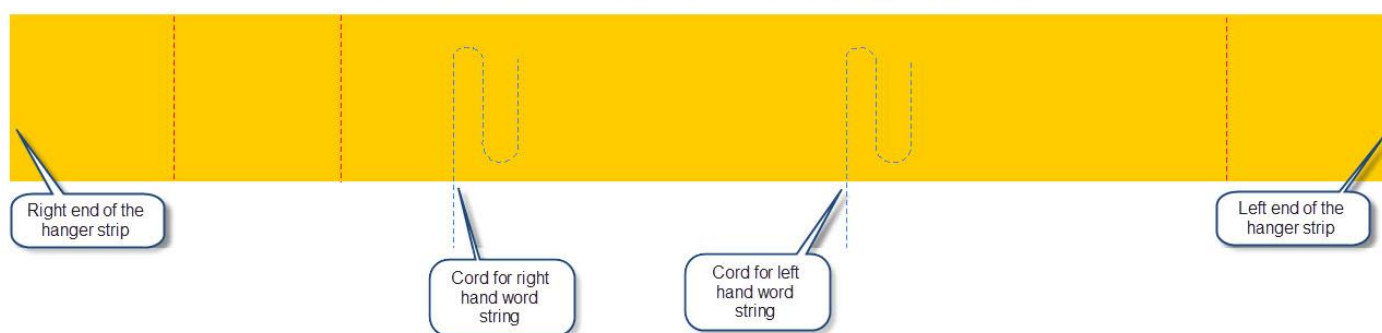 Right end of the
hanger strip
Cord for right
hand word
string
Cord for left
hand word
string
Left end of the
hanger strip